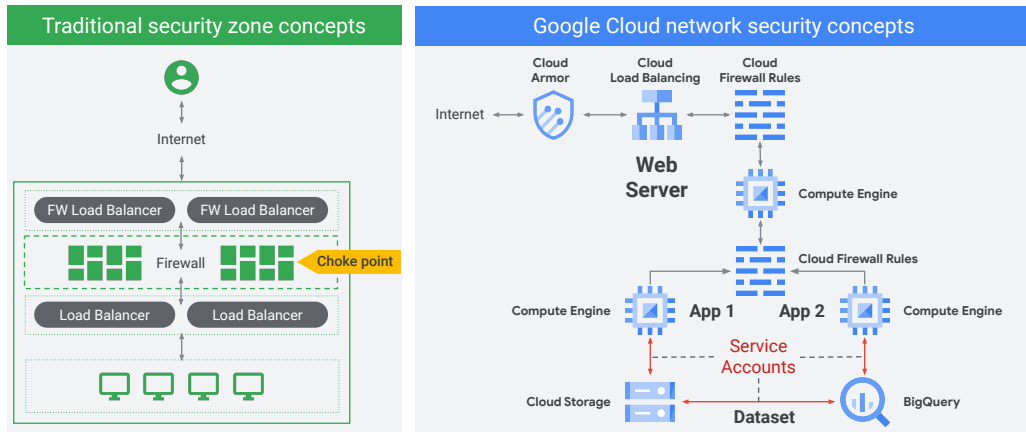 Traditional security zone concepts
Internet
FW Load Balancer
FW Load Balancer
Firewall
Choke point
Load Balancer
Load Balancer
Google Cloud network security concepts
Cloud
Armor
Cloud
Load Balancing
Cloud
Firewall Rules
Internet
Web
Server
Compute Engine
Cloud Firewall Rules
Compute Engine
App 1
App 2
Compute Engine
Service
Accounts
Cloud Storage
Dataset
BigQuery